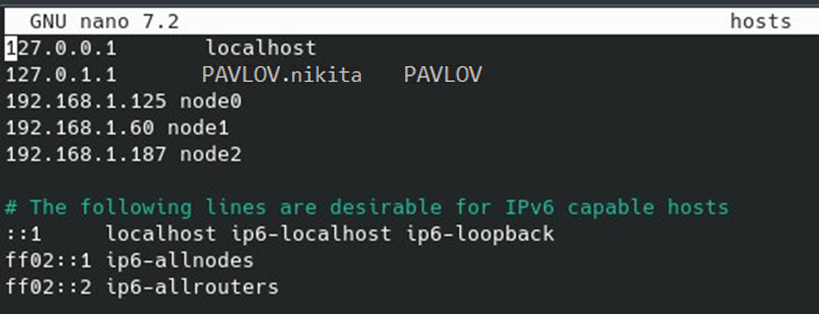 GNU nano 7.2 hosts
127.0.0.1 localhost
127.0.1.1 PAVLOV.nikita PAVLOV
192.168.1.125 node0
192.168.1.60 node1
192.168.1.187 node2
# The following lines are desirable for IPv6 capable hosts
::1 localhost ip6-localhost ip6-loopback
ff02::1 ip6-allnodes
ff02::2 ip6-allrouters